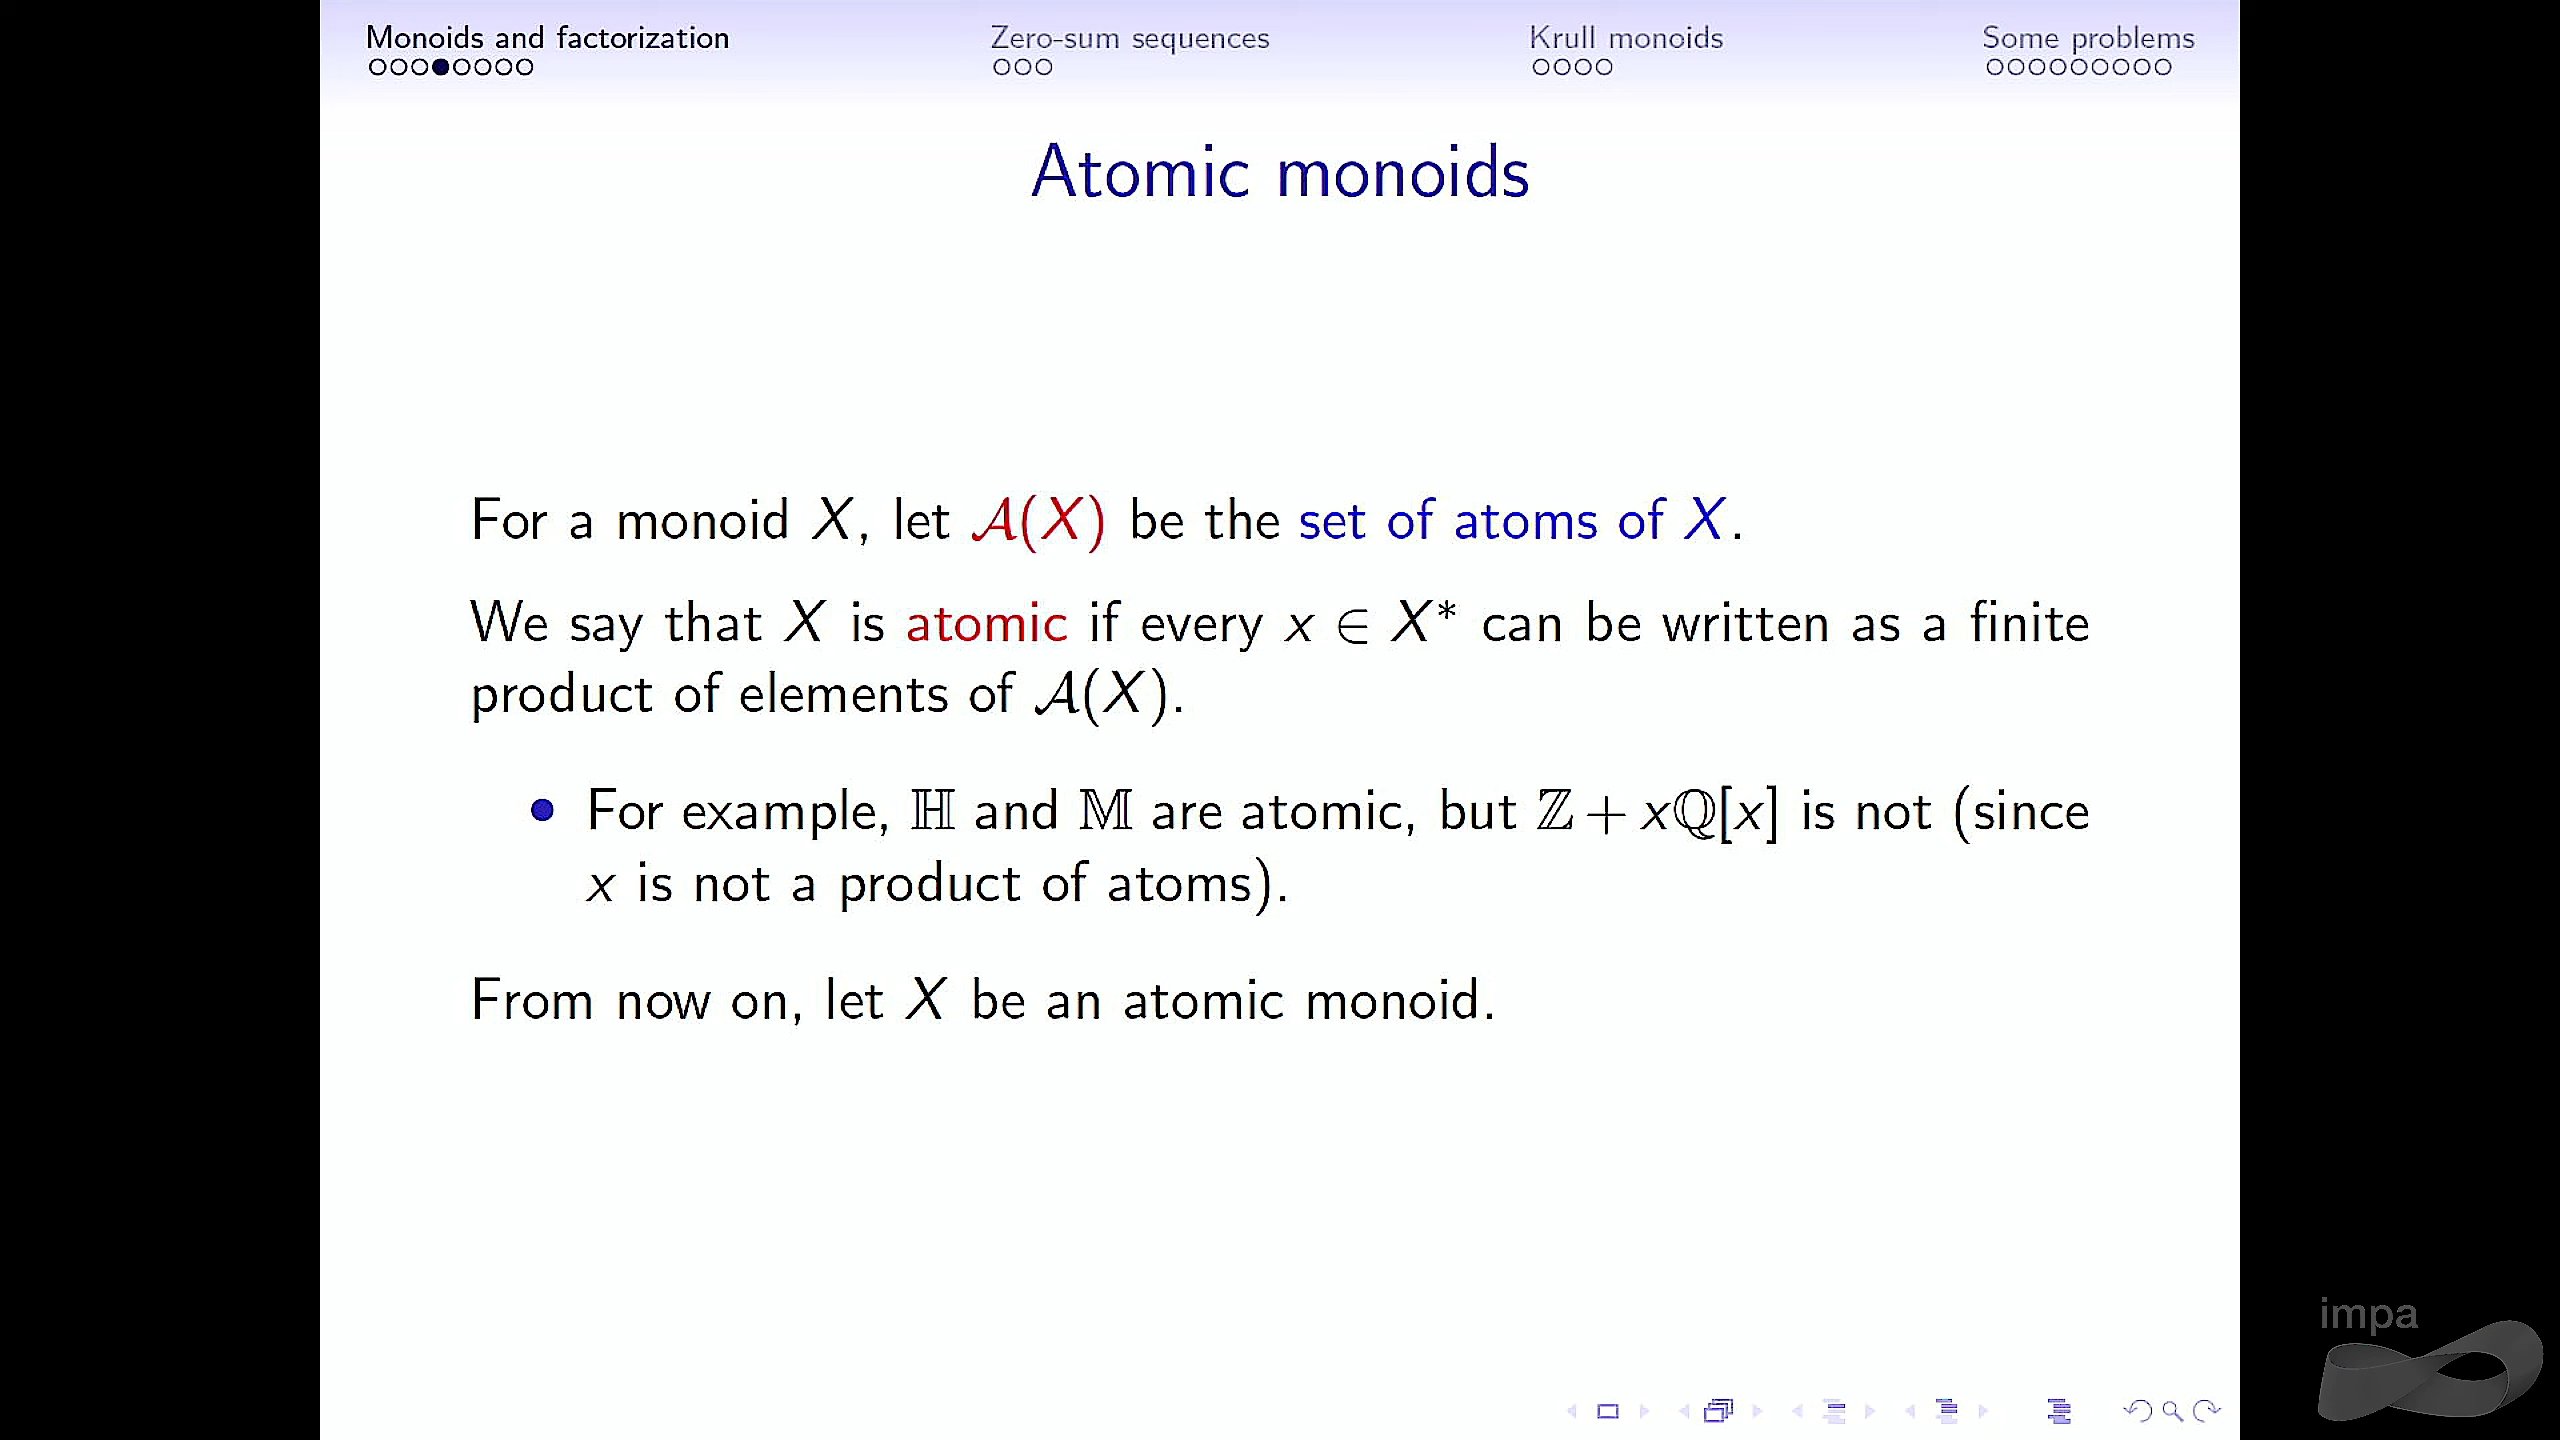 Monoids and factorization Zero-sum sequences Krull monoids Some problems
Atomic monoids
For a monoid X, let 𝒜(X) be the set of atoms of X.
We say that X is atomic if every x ∈ X* can be written as a finite
product of elements of 𝒜(X).
• For example, ℍ and 𝕄 are atomic, but ℤ + xℚ[x] is not (since
x is not a product of atoms).
From now on, let X be an atomic monoid.
impa